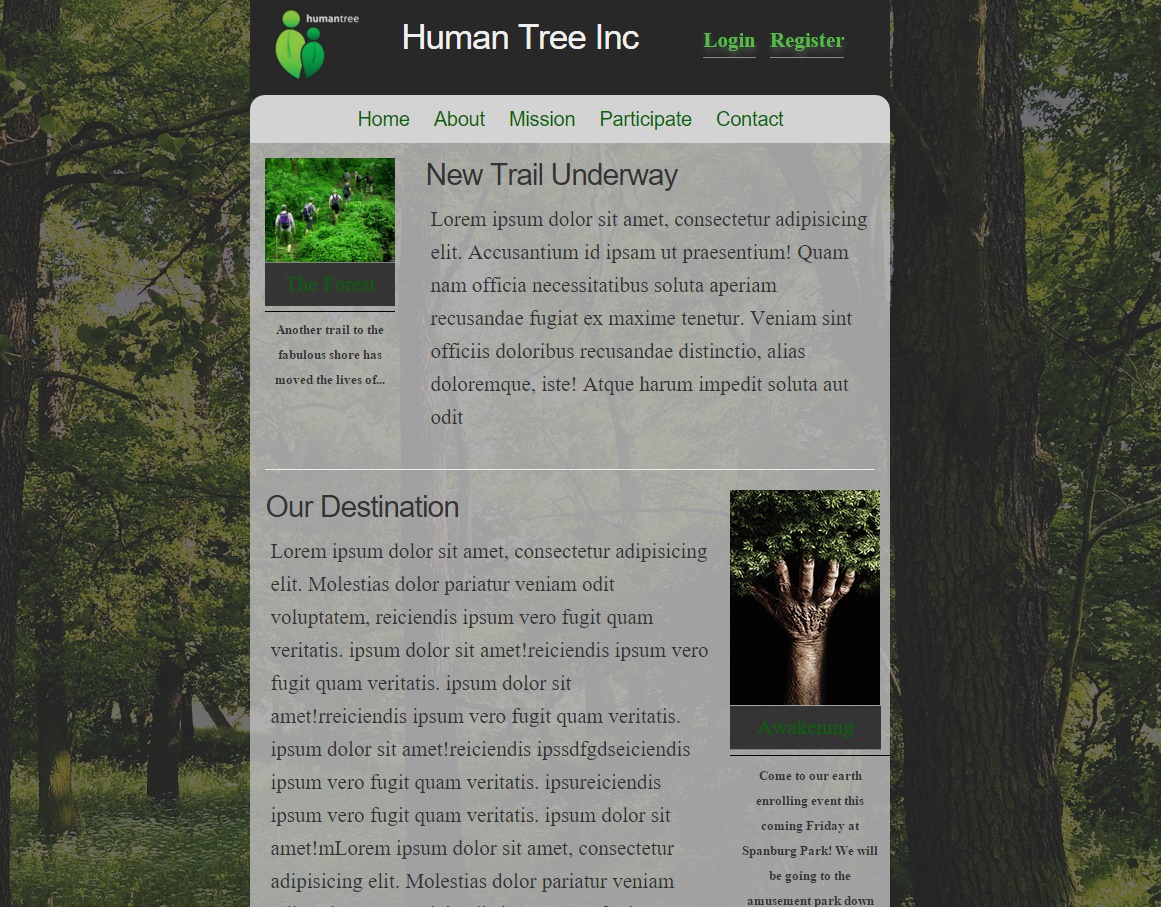 humantree
Human Tree Inc
Login Register
Home About Mission Participate Contact
New Trail Underway
Lorem ipsum dolor sit amet, consectetur adipisicing
elit. Accusantium id ipsam ut praesentium! Quam
nam officia necessitatibus soluta aperiam
recusandae fugiat ex maxime tenetur. Veniam sint
officiis doloribus recusandae distinctio, alias
doloremque, iste! Atque harum impedit soluta aut
odit
The Forest
Another trail to the
fabulous shore has
moved the lives of...
Our Destination
Lorem ipsum dolor sit amet, consectetur adipisicing
elit. Molestias dolor pariatur veniam odit
voluptatem, reiciendis ipsum vero fugit quam
veritatis. ipsum dolor sit amet!reiciendis ipsum vero
fugit quam veritatis. ipsum dolor sit
amet!rreiciendis ipsum vero fugit quam veritatis.
ipsum dolor sit amet!reiciendis ipssdfgdseiciendis
ipsum vero fugit quam veritatis. ipsureiciendis
ipsum vero fugit quam veritatis. ipsum dolor sit
amet!mLorem ipsum dolor sit amet, consectetur
adipisicing elit. Molestias dolor pariatur veniam
Awakening
Come to our earth
enrolling event this
coming Friday at
Spanburg Park! We will
be going to the
amusement park down